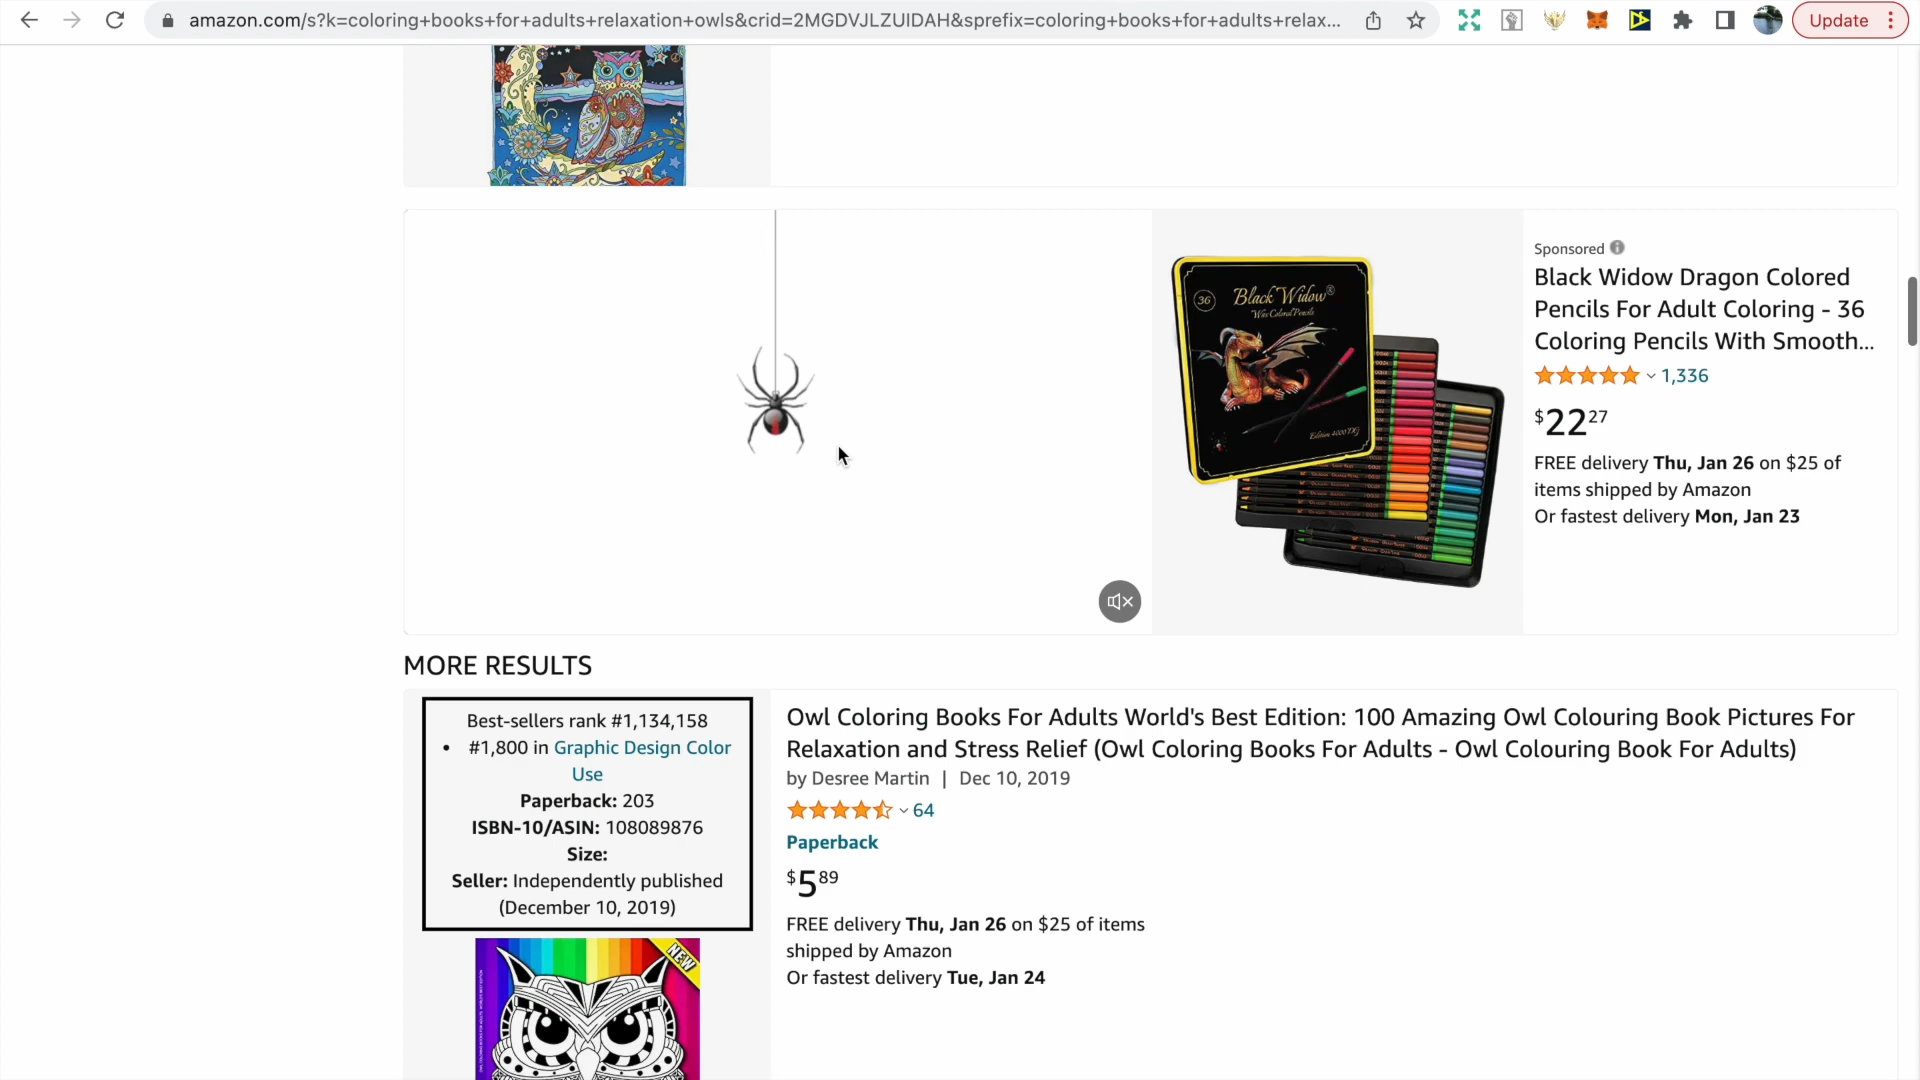 amazon.com/s?k=coloring+books+for+adults+relaxation+owls&crid=2MGDVJLZUIDAH&sprefix=coloring+books+for+adults+relax...
Update
Sponsored
Black Widow Dragon Colored
Pencils For Adult Coloring - 36
Coloring Pencils With Smooth...
1,336
$22 27
FREE delivery Thu, Jan 26 on $25 of
items shipped by Amazon
Or fastest delivery Mon, Jan 23
36
Black Widow®
Wax Colored Pencils
MORE RESULTS
Best-sellers rank #1,134,158
• #1,800 in Graphic Design Color
Use
Paperback: 203
ISBN-10/ASIN: 108089876
Size:
Seller: Independently published
(December 10, 2019)
NEW
Owl Coloring Books For Adults World's Best Edition: 100 Amazing Owl Colouring Book Pictures For
Relaxation and Stress Relief (Owl Coloring Books For Adults - Owl Colouring Book For Adults)
by Desree Martin | Dec 10, 2019
64
Paperback
$5 89
FREE delivery Thu, Jan 26 on $25 of items
shipped by Amazon
Or fastest delivery Tue, Jan 24